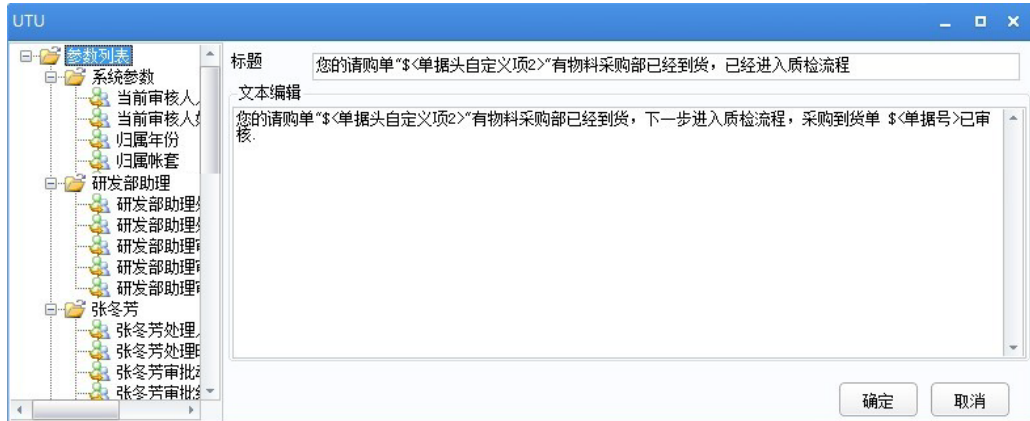 UTU
参数列表
系统参数
当前审核人
当前审核人
归属年份
归属帐套
研发部助理
研发部助理
研发部助理
研发部助理
研发部助理
研发部助理
张冬芳
张冬芳处理
张冬芳处理
张冬芳审批
张冬芳审批
标题
您的请购单"$<单据头自定义项2>"有物料采购部已经到货，已经进入质检流程
文本编辑
您的请购单"$<单据头自定义项2>"有物料采购部已经到货，下一步进入质检流程，采购到货单 $<单据号>已审
核.
确定
取消